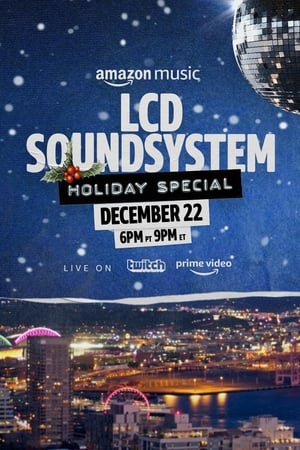 amazon music
LCD
SOUNDSYSTEM
HOLIDAY SPECIAL
DECEMBER 22
6PM PT 9PM ET
LIVE ON twitch prime video